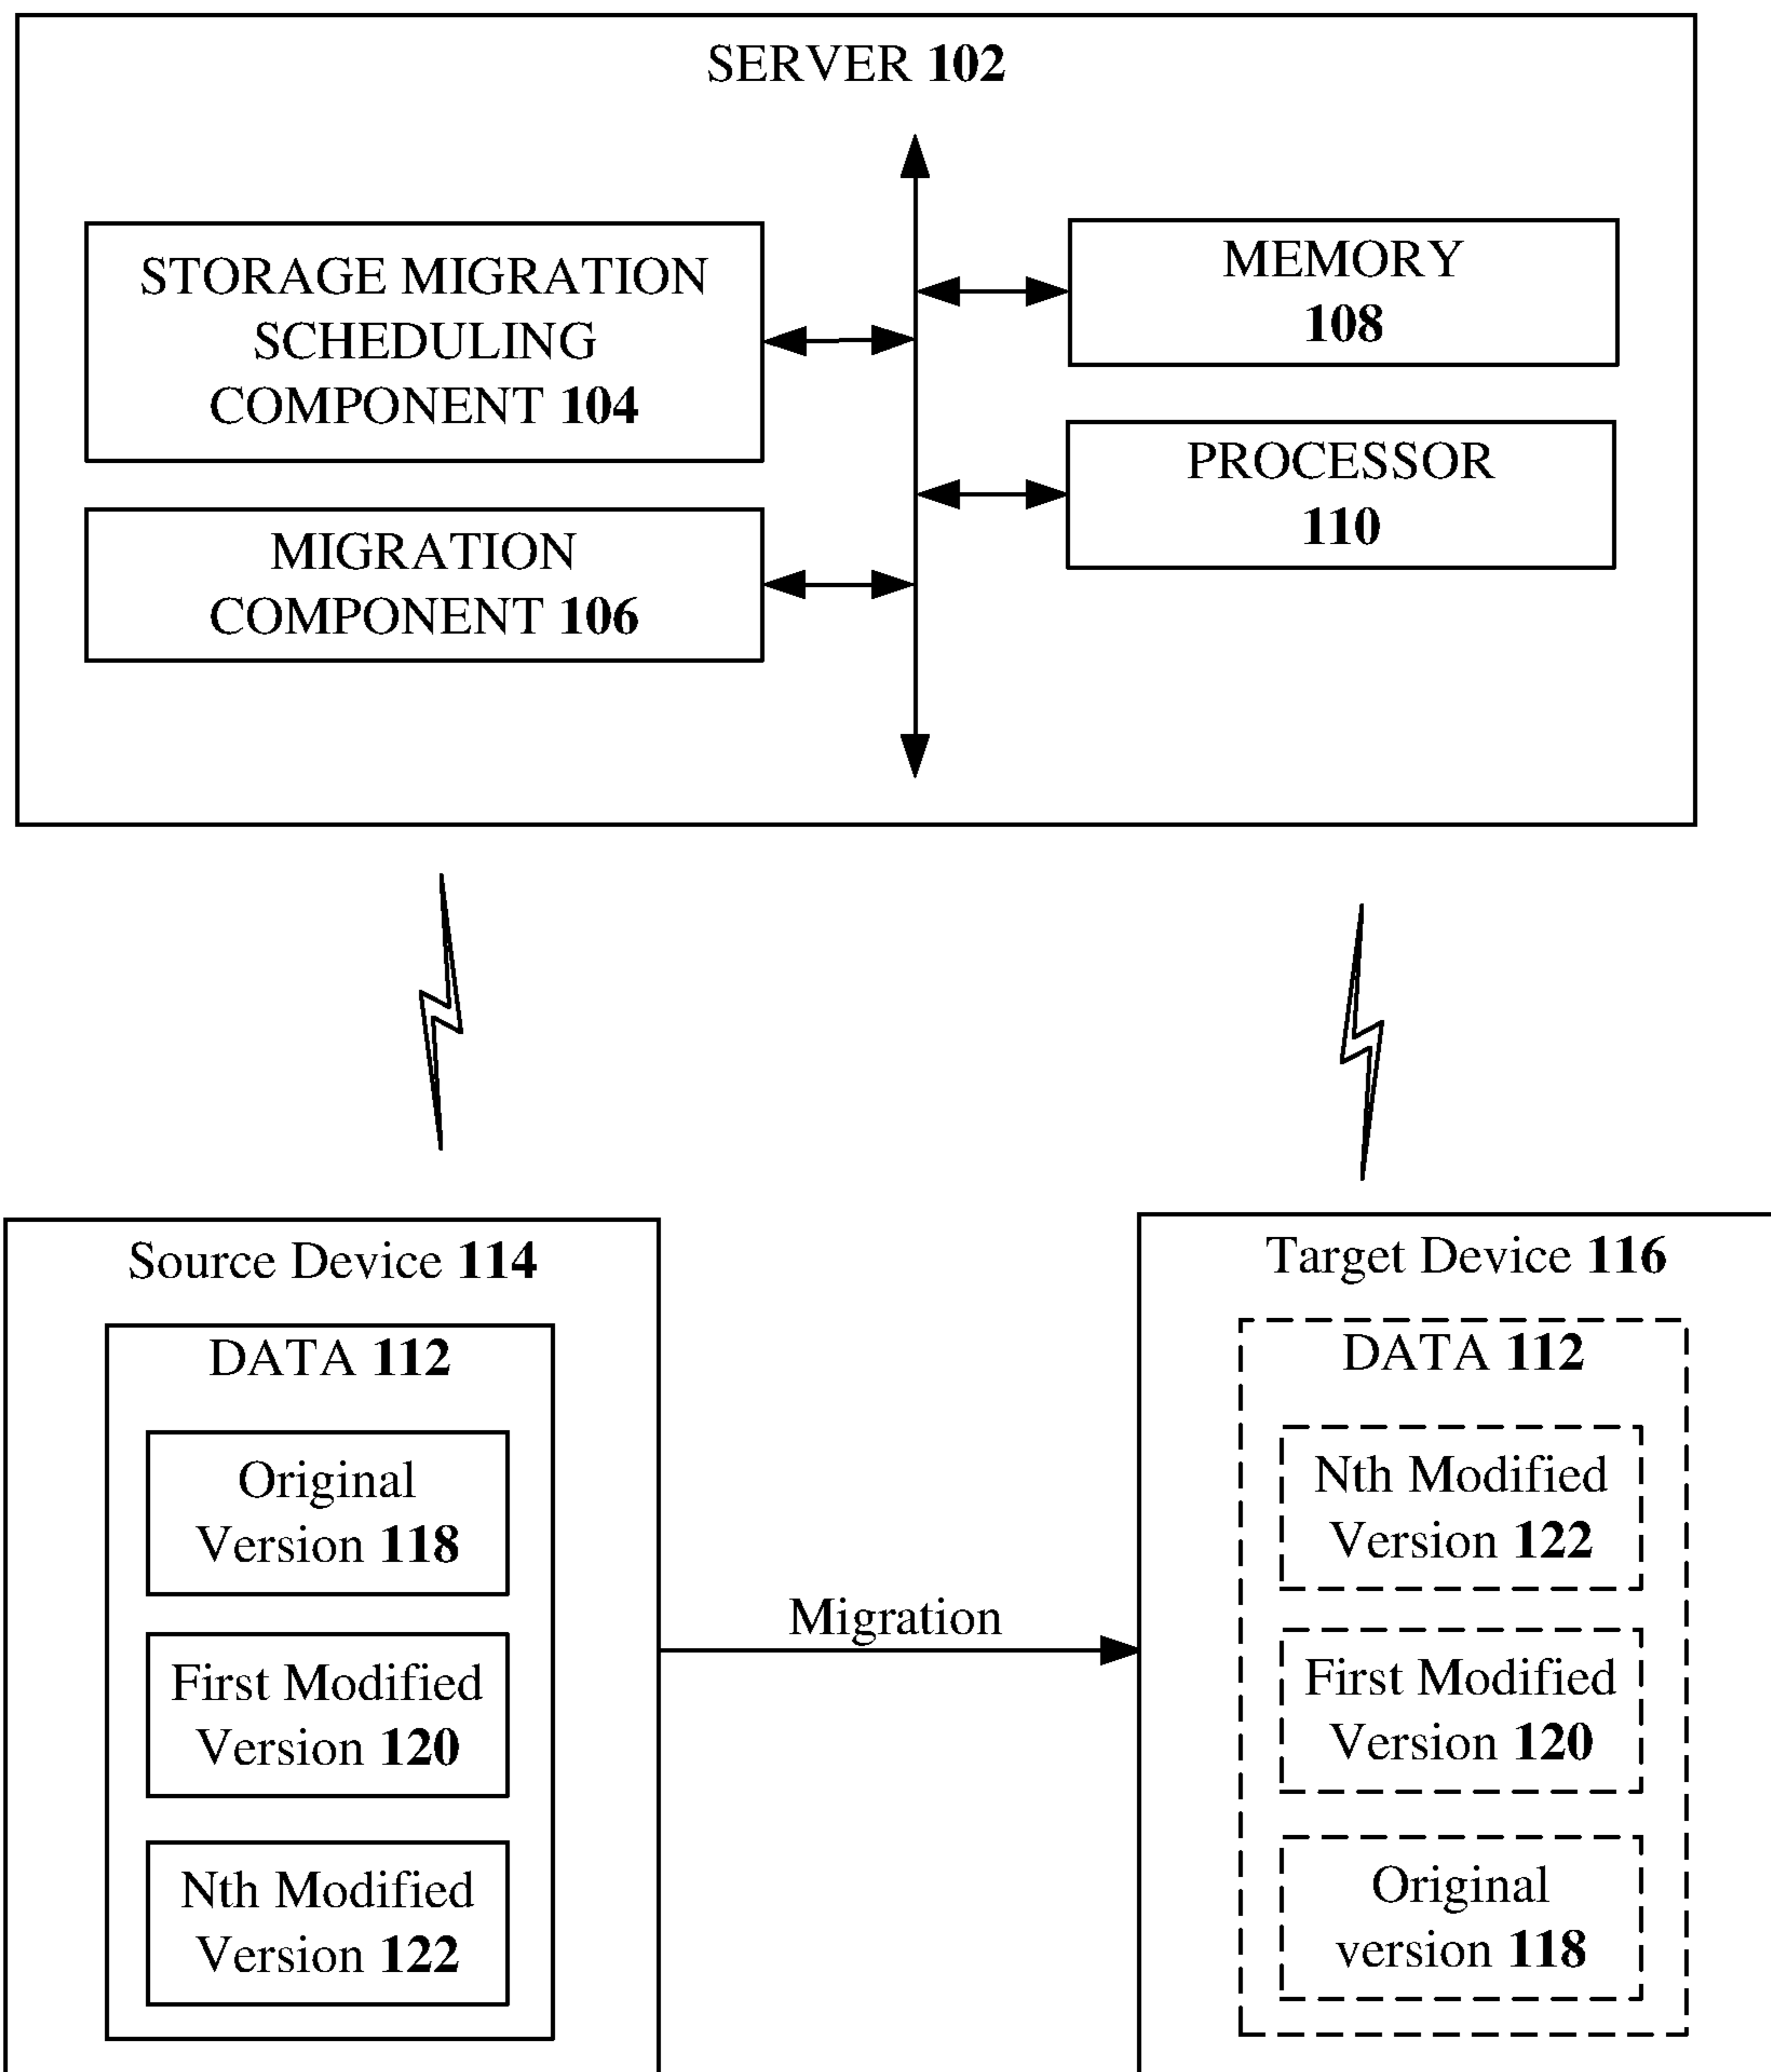 SERVER 102
STORAGE MIGRATION
SCHEDULING
COMPONENT 104
MIGRATION
COMPONENT 106
MEMORY
108
PROCESSOR
110
Source Device 114
DATA 112
Original
Version 118
First Modified
Version 120
Nth Modified
Version 122
Migration
Target Device 116
DATA 112
Nth Modified
Version 122
First Modified
Version 120
Original
version 118